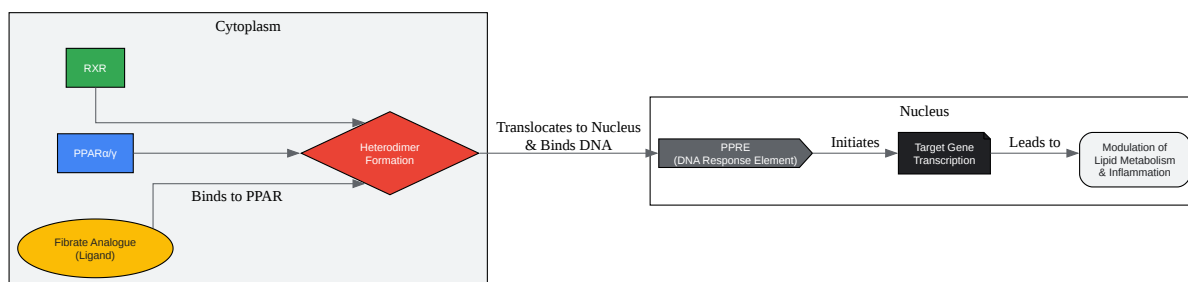 Cytoplasm
RXR
PPARα/γ
Fibrate Analogue
(Ligand)
Binds to PPAR
Heterodimer
Formation
Translocates to Nucleus
& Binds DNA
Nucleus
PPRE
(DNA Response Element)
Initiates
Target Gene
Transcription
Leads to
Modulation of
Lipid Metabolism
& Inflammation